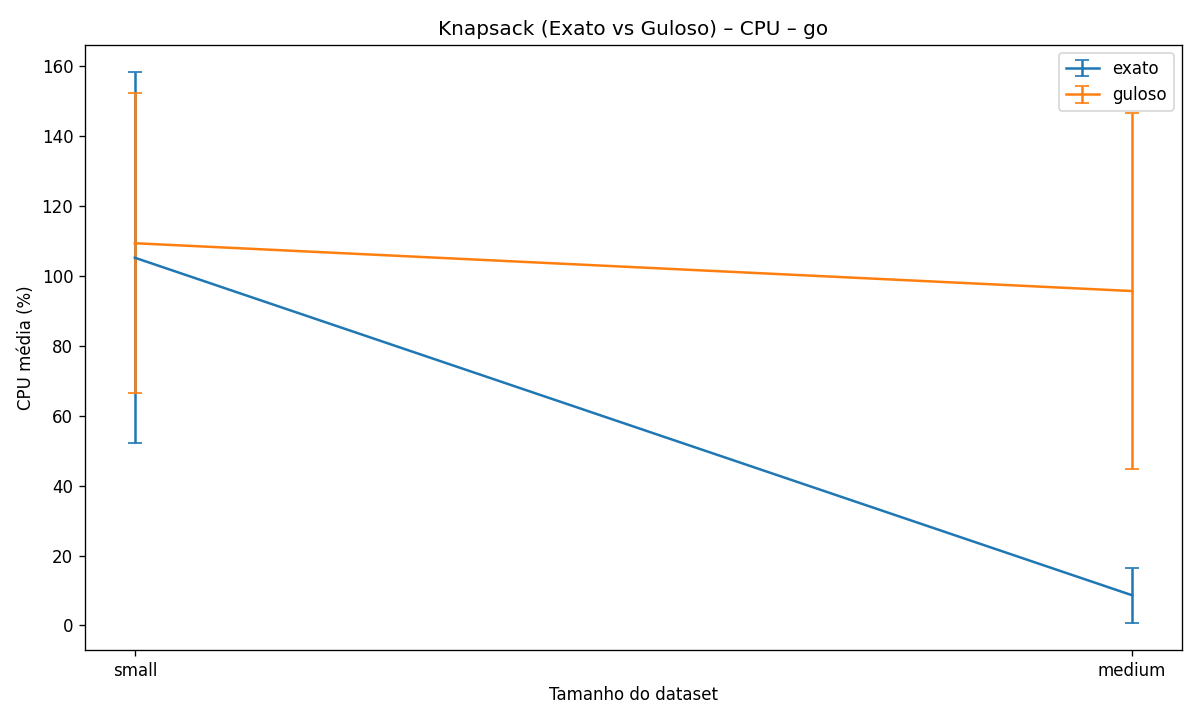 Knapsack (Exato vs Guloso) – CPU – go
exato
guloso
CPU média (%)
160
140
120
100
80
60
40
20
0
small
medium
Tamanho do dataset